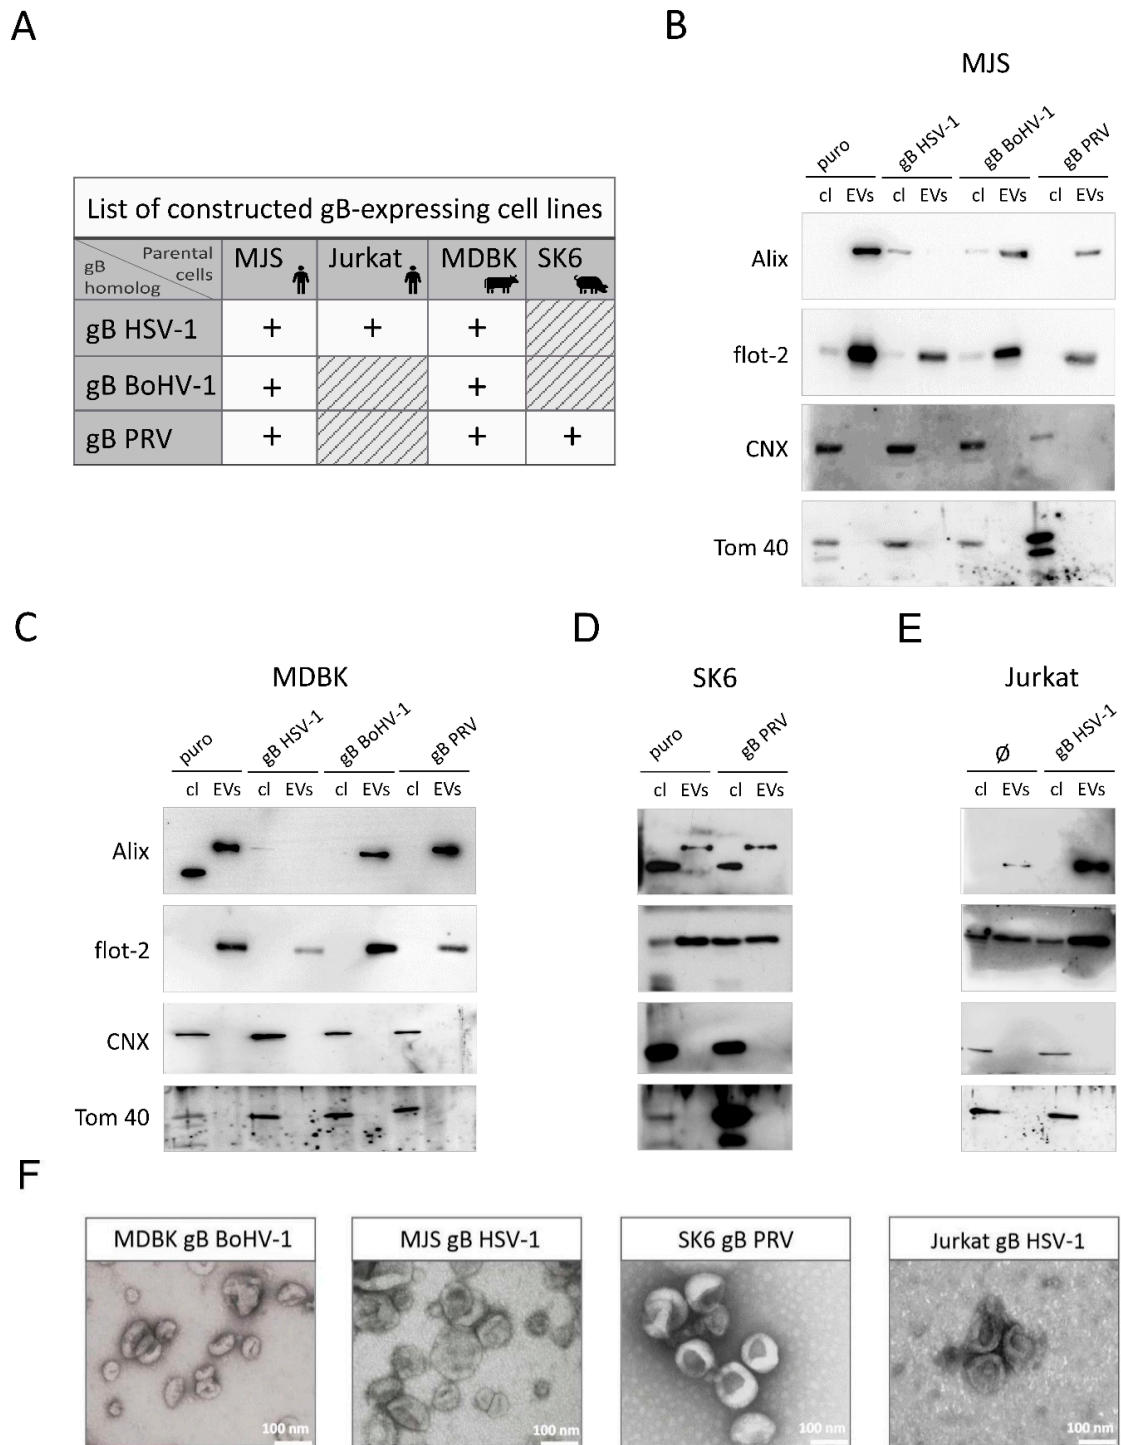 A
List of constructed gB-expressing cell lines
gB homolog
Parental cells
MJS
Jurkat
MDBK
SK6
gB HSV-1
+
+
+
gB BoHV-1
+
+
gB PRV
+
+
+
B
MJS
puro
gB HSV-1
gB BoHV-1
gB PRV
cl EVs cl EVs cl EVs cl EVs
Alix
flot-2
CNX
Tom 40
C
MDBK
puro
gB HSV-1
gB BoHV-1
gB PRV
cl EVs cl EVs cl EVs cl EVs
Alix
flot-2
CNX
Tom 40
D
SK6
puro
gB PRV
cl EVs cl EVs
E
Jurkat
Ø
gB HSV-1
cl EVs cl EVs
F
MDBK gB BoHV-1
100 nm
MJS gB HSV-1
100 nm
SK6 gB PRV
100 nm
Jurkat gB HSV-1
100 nm